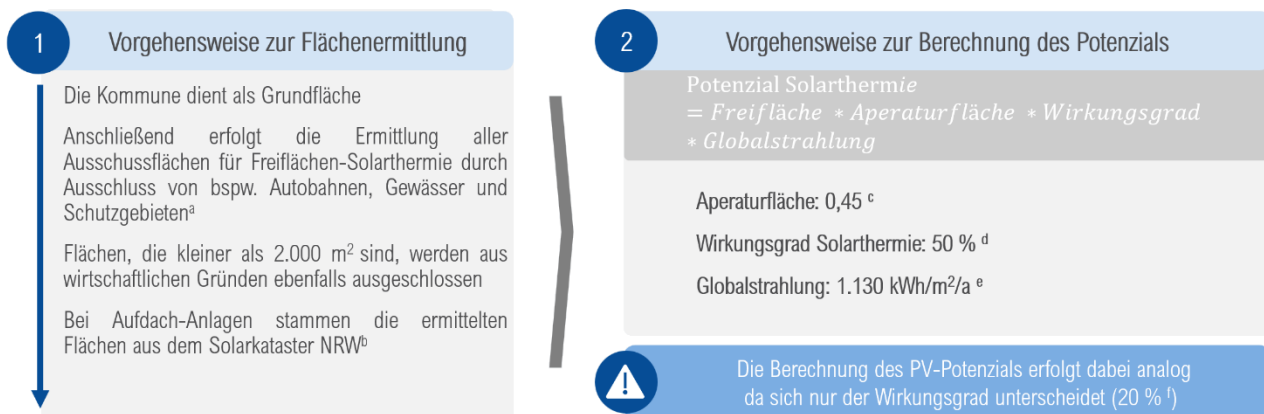 1
Vorgehensweise zur Flächenermittlung
Die Kommune dient als Grundfläche
Anschließend erfolgt die Ermittlung aller
Ausschussflächen für Freiflächen-Solarthermie durch
Ausschluss von bspw. Autobahnen, Gewässer und
Schutzgebietenᵃ
Flächen, die kleiner als 2.000 m² sind, werden aus
wirtschaftlichen Gründen ebenfalls ausgeschlossen
Bei Aufdach-Anlagen stammen die ermittelten
Flächen aus dem Solarkataster NRWᵇ
2
Vorgehensweise zur Berechnung des Potenzials
Potenzial Solarthermie
= Freifläche * Aperaturfläche * Wirkungsgrad
* Globalstrahlung
Aperaturfläche: 0,45 ᶜ
Wirkungsgrad Solarthermie: 50 % ᵈ
Globalstrahlung: 1.130 kWh/m²/a ᵉ
Die Berechnung des PV-Potenzials erfolgt dabei analog
da sich nur der Wirkungsgrad unterscheidet (20 % ᶠ)